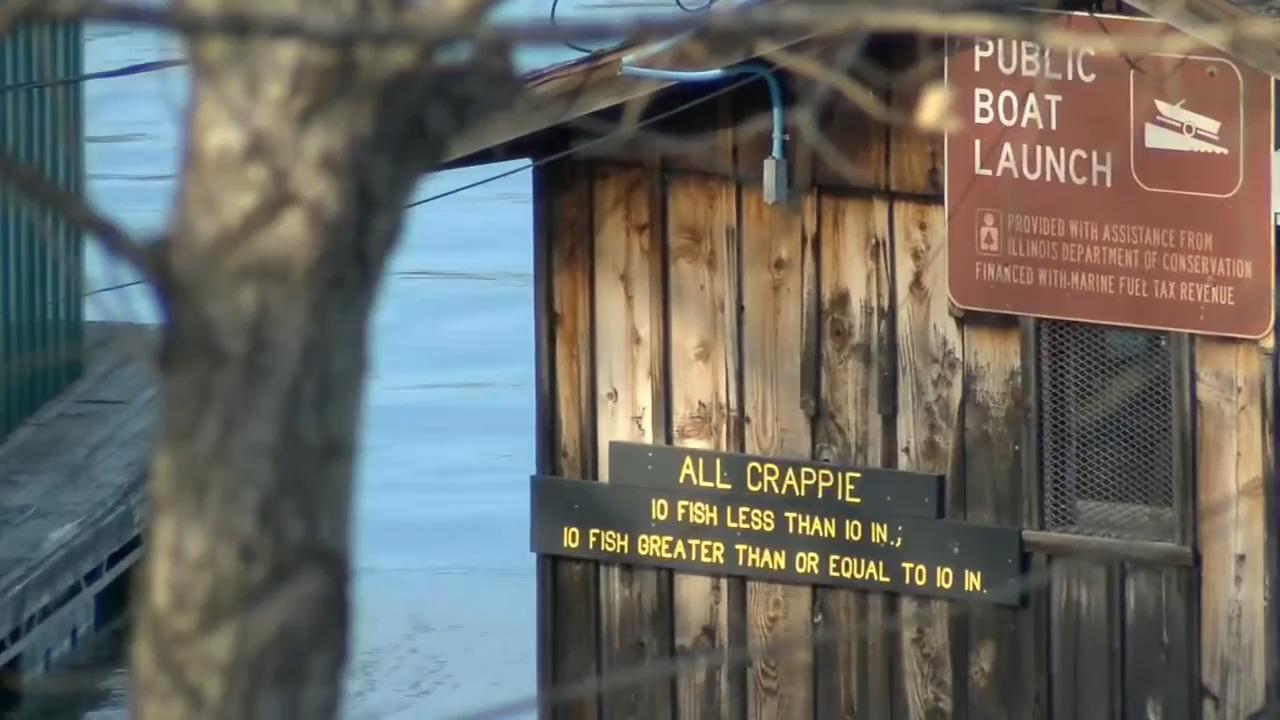 PUBLIC
BOAT
LAUNCH
PROVIDED WITH ASSISTANCE FROM
ILLINOIS DEPARTMENT OF CONSERVATION
FINANCED WITH MARINE FUEL TAX REVENUE
ALL CRAPPIE
10 FISH LESS THAN 10 IN.;
10 FISH GREATER THAN OR EQUAL TO 10 IN.